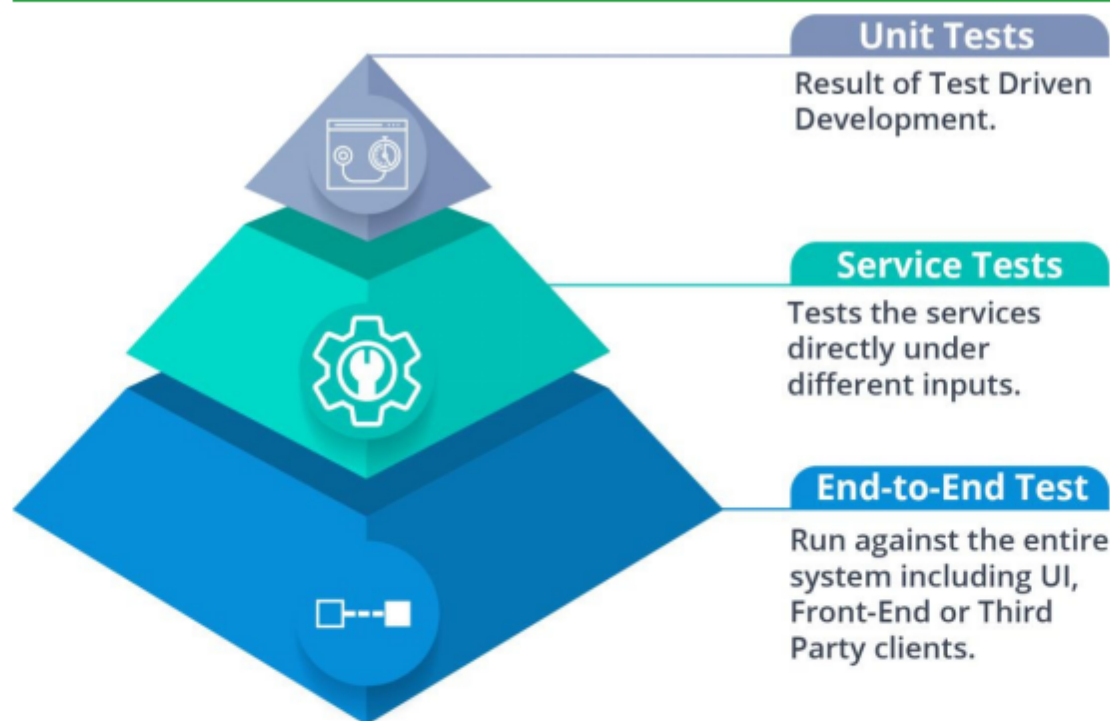 Unit Tests
Result of Test Driven
Development.
Service Tests
Tests the services
directly under
different inputs.
End-to-End Test
Run against the entire
system including UI,
Front-End or Third
Party clients.